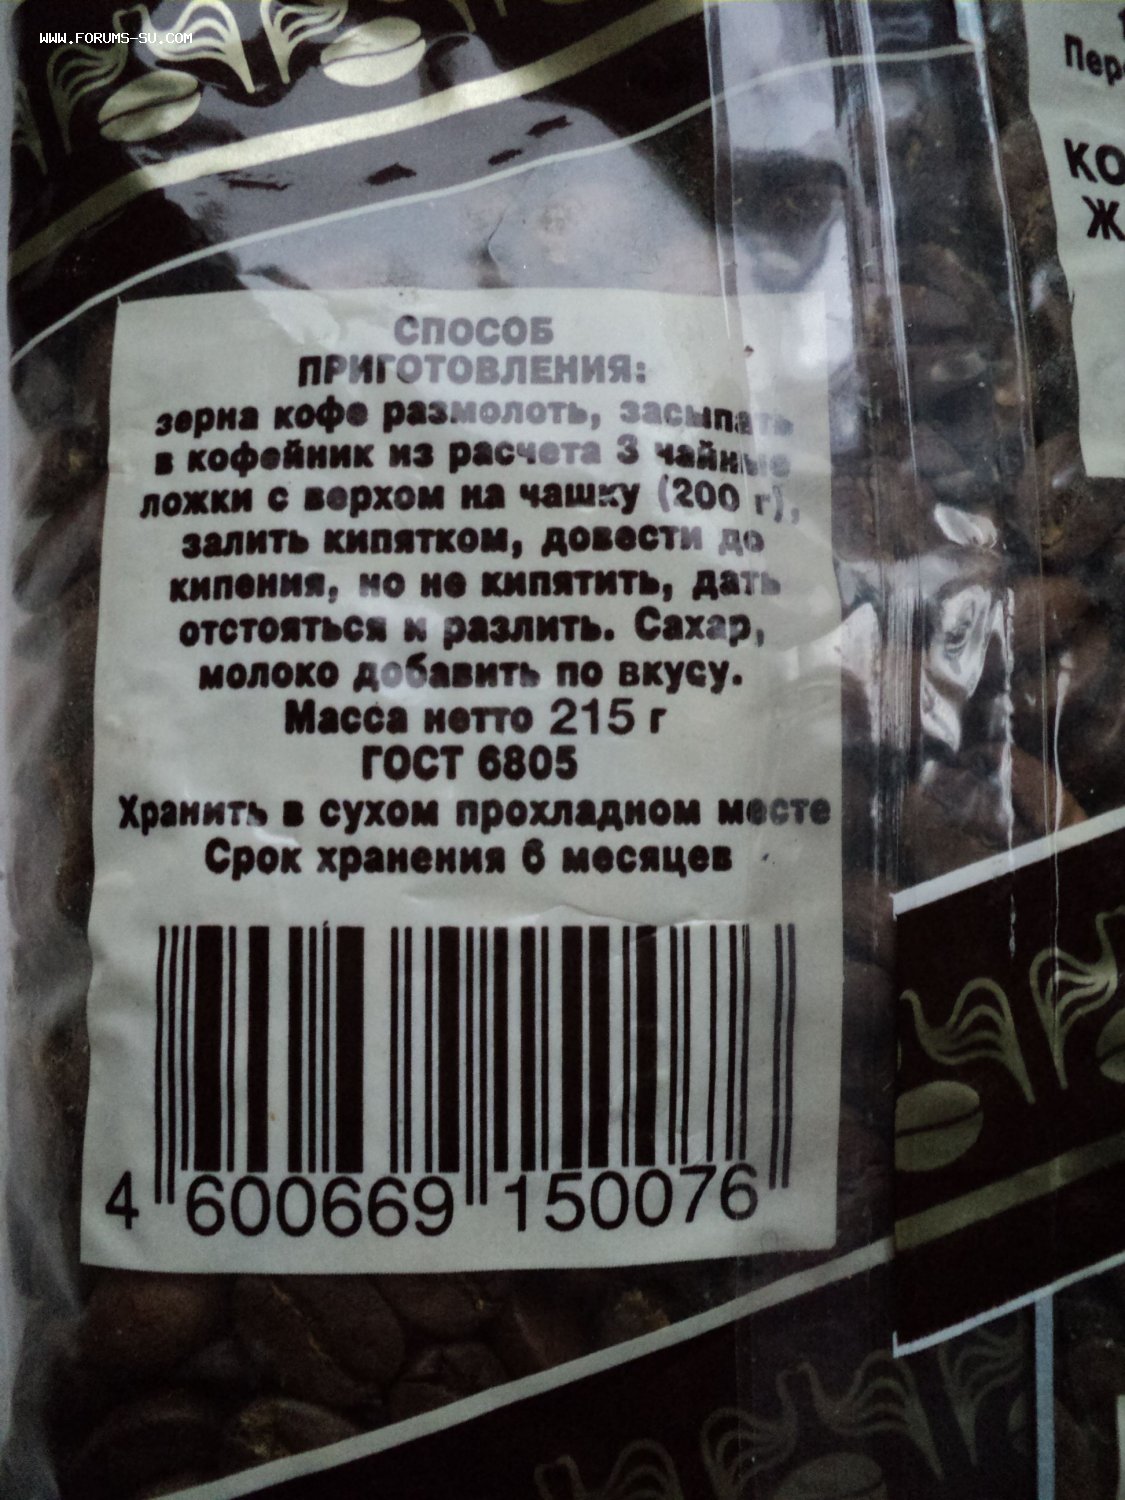 WWW.FORUMS-SU.COM
СПОСОБ
ПРИГОТОВЛЕНИЯ:
зерна кофе размолоть, засыпать
в кофейник из расчета 3 чайные
ложки с верхом на чашку (200 г),
залить кипятком, довести до
кипения, но не кипятить, дать
отстояться и разлить. Сахар,
молоко добавить по вкусу.
Масса нетто 215 г
ГОСТ 6805
Хранить в сухом прохладном месте
Срок хранения 6 месяцев
4 600669 150076